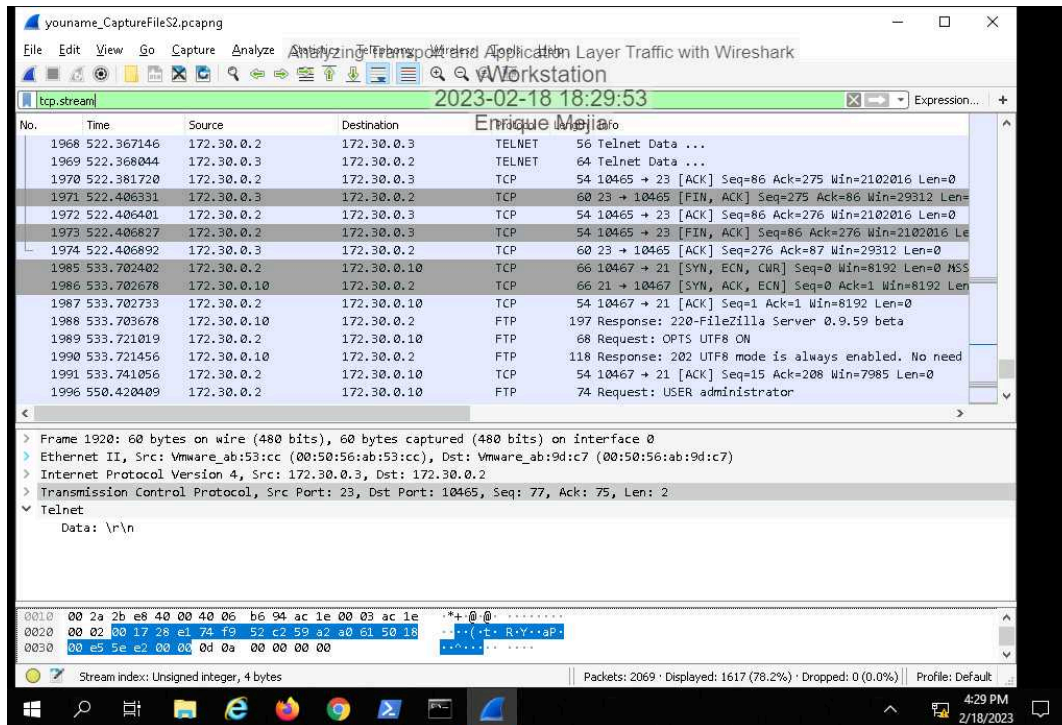 youname_CaptureFileS2.pcapng
File Edit View Go Capture Analyze Statistics Telephony Wireless Tools Help
Analyzing Transport and Application Layer Traffic with Wireshark
vWorkstation
tcp.stream
2023-02-18 18:29:53
Expression... +
Enrique Mejia
No. Time Source Destination Protocol Length Info
1968 522.367146 172.30.0.2 172.30.0.3 TELNET 56 Telnet Data ...
1969 522.368044 172.30.0.3 172.30.0.2 TELNET 64 Telnet Data ...
1970 522.381720 172.30.0.2 172.30.0.3 TCP 54 10465 → 23 [ACK] Seq=86 Ack=275 Win=2102016 Len=0
1971 522.406331 172.30.0.3 172.30.0.2 TCP 60 23 → 10465 [FIN, ACK] Seq=275 Ack=86 Win=29312 Len=
1972 522.406401 172.30.0.2 172.30.0.3 TCP 54 10465 → 23 [ACK] Seq=86 Ack=276 Win=2102016 Len=0
1973 522.406827 172.30.0.2 172.30.0.3 TCP 54 10465 → 23 [FIN, ACK] Seq=86 Ack=276 Win=2102016 Le
1974 522.406892 172.30.0.3 172.30.0.2 TCP 60 23 → 10465 [ACK] Seq=276 Ack=87 Win=29312 Len=0
1985 533.702402 172.30.0.2 172.30.0.10 TCP 66 10467 → 21 [SYN, ECN, CWR] Seq=0 Win=8192 Len=0 MSS
1986 533.702678 172.30.0.10 172.30.0.2 TCP 66 21 → 10467 [SYN, ACK, ECN] Seq=0 Ack=1 Win=8192 Len
1987 533.702733 172.30.0.2 172.30.0.10 TCP 54 10467 → 21 [ACK] Seq=1 Ack=1 Win=8192 Len=0
1988 533.703678 172.30.0.10 172.30.0.2 FTP 197 Response: 220-FileZilla Server 0.9.59 beta
1989 533.721019 172.30.0.2 172.30.0.10 FTP 68 Request: OPTS UTF8 ON
1990 533.721456 172.30.0.10 172.30.0.2 FTP 118 Response: 202 UTF8 mode is always enabled. No need
1991 533.741056 172.30.0.2 172.30.0.10 TCP 54 10467 → 21 [ACK] Seq=15 Ack=208 Win=7985 Len=0
1996 550.420409 172.30.0.2 172.30.0.10 FTP 74 Request: USER administrator
Frame 1920: 60 bytes on wire (480 bits), 60 bytes captured (480 bits) on interface 0
Ethernet II, Src: Vmware_ab:53:cc (00:50:56:ab:53:cc), Dst: Vmware_ab:9d:c7 (00:50:56:ab:9d:c7)
Internet Protocol Version 4, Src: 172.30.0.3, Dst: 172.30.0.2
Transmission Control Protocol, Src Port: 23, Dst Port: 10465, Seq: 77, Ack: 75, Len: 2
Telnet
Data: \r\n
0010 00 2a 2b e8 40 00 40 06 b6 94 ac 1e 00 03 ac 1e ·*+·@·@· ········
0020 00 02 00 17 28 e1 74 f9 52 c2 59 a2 a0 61 50 18 ····(·t· R·Y··aP·
0030 00 e5 5e e2 00 00 0d 0a 00 00 00 00 ··^····· ····
Stream index: Unsigned integer, 4 bytes
Packets: 2069 · Displayed: 1617 (78.2%) · Dropped: 0 (0.0%)
Profile: Default
4:29 PM
2/18/2023